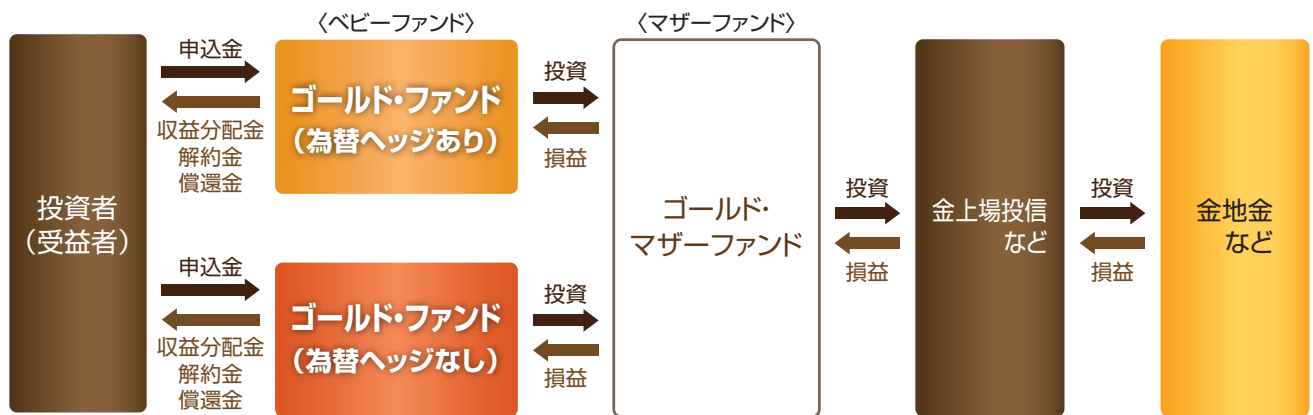 〈ベビーファンド〉
〈マザーファンド〉
投資者
（受益者）
申込金
収益分配金
解約金
償還金
ゴールド・ファンド
（為替ヘッジあり）
投資
損益
申込金
収益分配金
解約金
償還金
ゴールド・ファンド
（為替ヘッジなし）
投資
損益
ゴールド・
マザーファンド
投資
損益
金上場投信
など
投資
損益
金地金
など